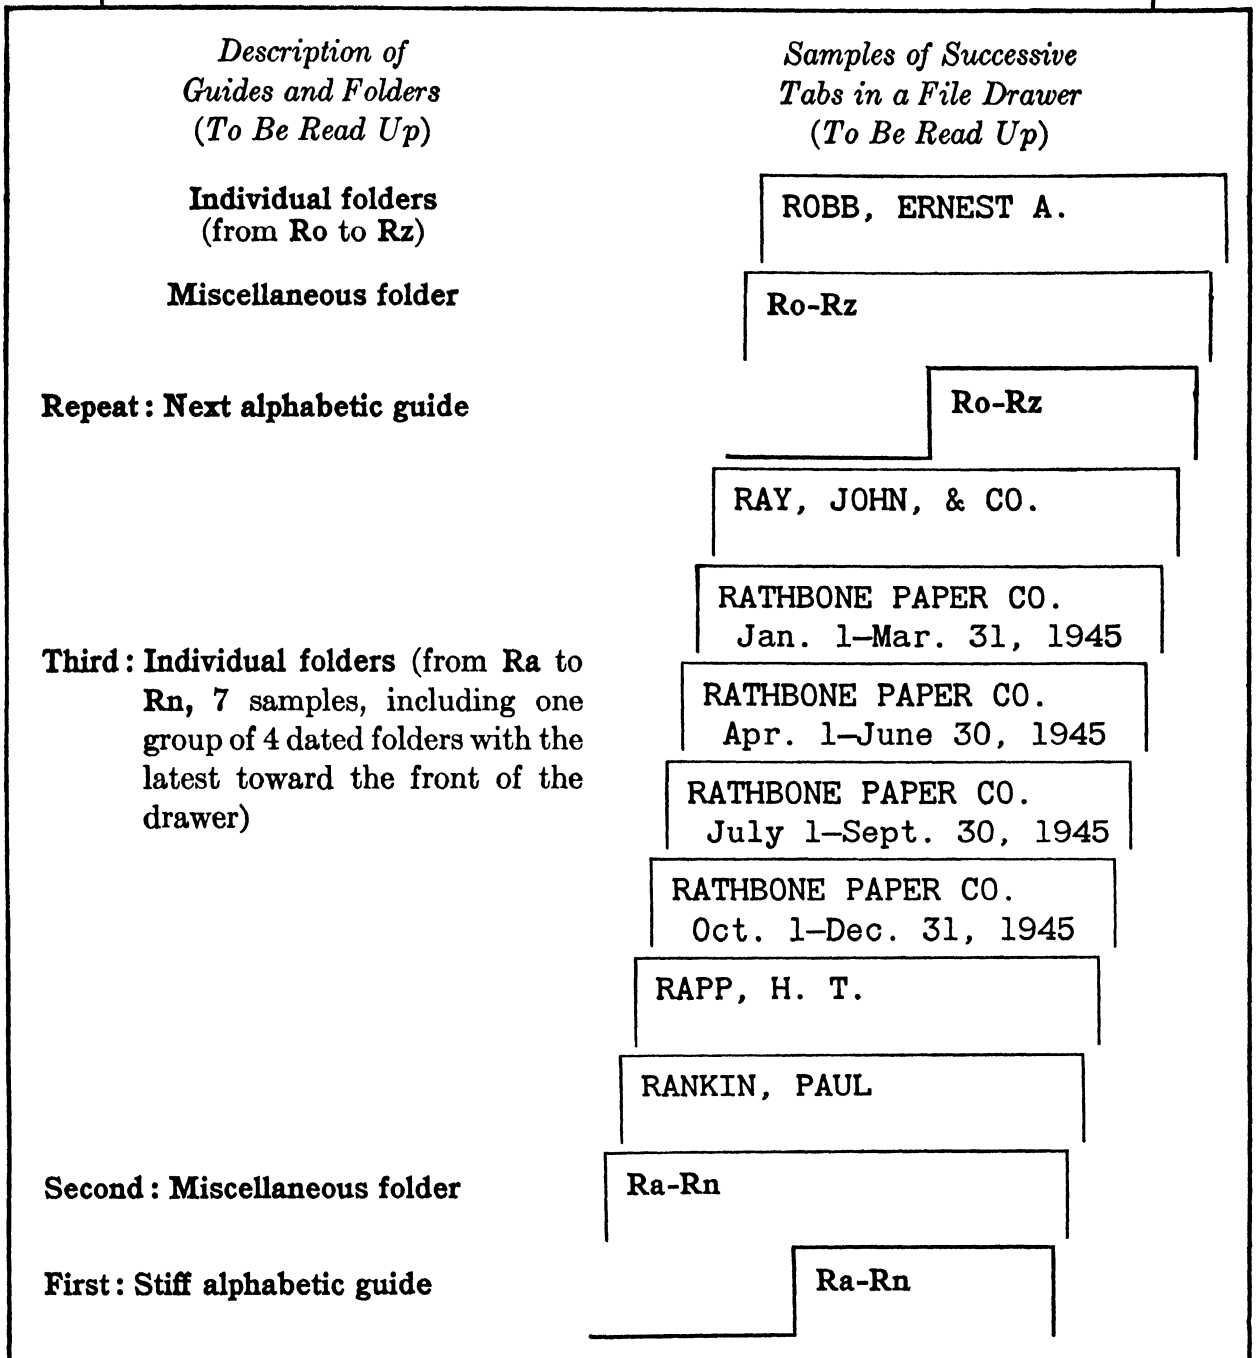 Description of
Guides and Folders
(To Be Read Up)
Samples of Successive
Tabs in a File Drawer
(To Be Read Up)
Individual folders
(from Ro to Rz)
ROBB, ERNEST A.
Miscellaneous folder
Ro-Rz
Repeat: Next alphabetic guide
Ro-Rz
RAY, JOHN, & CO.
RATHBONE PAPER CO.
Jan. 1–Mar. 31, 1945
Third: Individual folders (from Ra to
Rn, 7 samples, including one
group of 4 dated folders with the
latest toward the front of the
drawer)
RATHBONE PAPER CO.
Apr. 1–June 30, 1945
RATHBONE PAPER CO.
July 1–Sept. 30, 1945
RATHBONE PAPER CO.
Oct. 1–Dec. 31, 1945
RAPP, H. T.
RANKIN, PAUL
Second: Miscellaneous folder
Ra-Rn
First: Stiff alphabetic guide
Ra-Rn